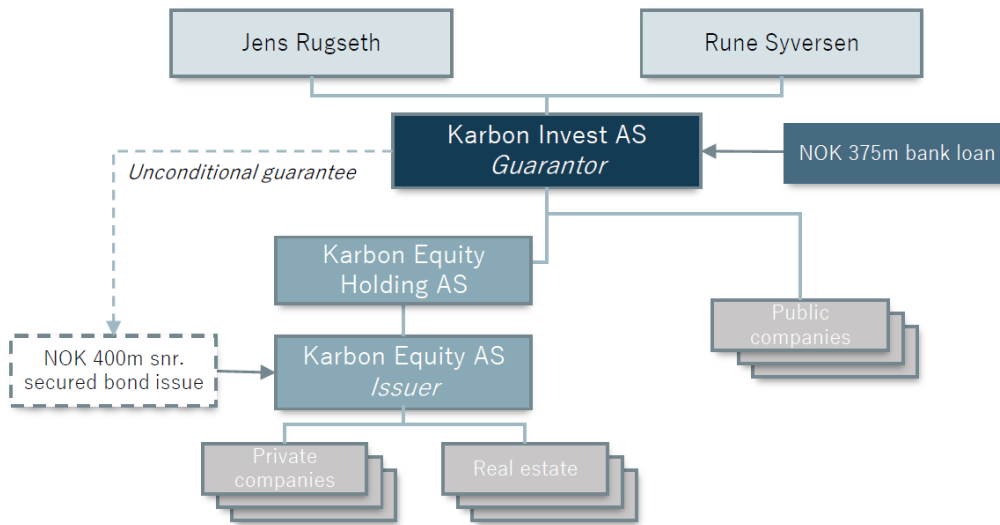 Jens Rugseth
Rune Syversen
Karbon Invest AS
Guarantor
NOK 375m bank loan
Unconditional guarantee
Karbon Equity
Holding AS
Public
companies
NOK 400m snr.
secured bond issue
Karbon Equity AS
Issuer
Private
companies
Real estate